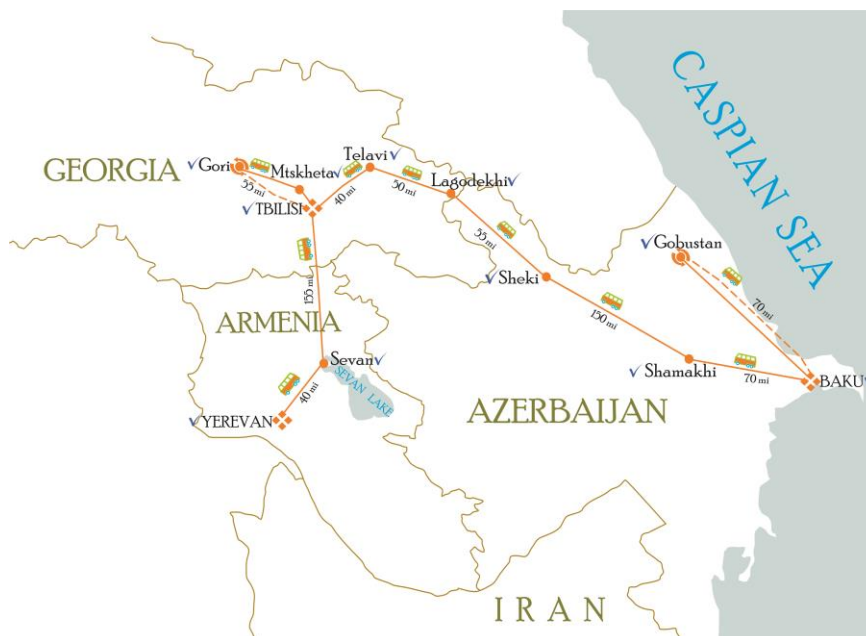 CASPIAN SEA
GEORGIA
Gori
Mtskheta
Telavi
Lagodekhi
55 mi
TBILISI
40 mi
50 mi
55 mi
Gobustan
Sheki
155 mi
150 mi
70 mi
ARMENIA
Sevan
SEVAN LAKE
Shamakhi
70 mi
BAKU
40 mi
YEREVAN
AZERBAIJAN
IRAN